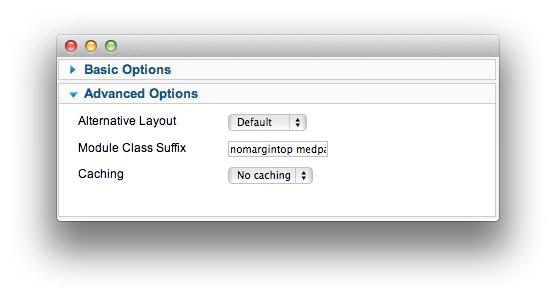 Basic Options
Advanced Options
Alternative Layout Default
Module Class Suffix nomargintop medpa
Caching No caching